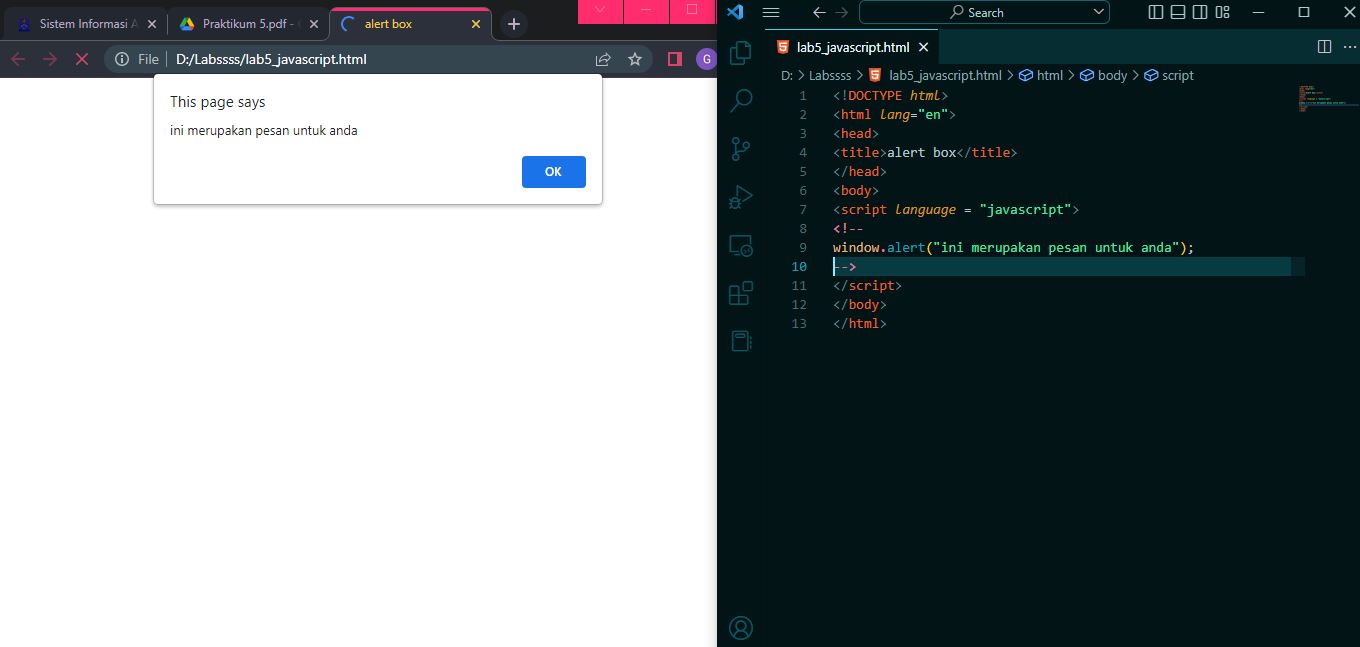 Sistem Informasi A
Praktikum 5.pdf -
alert box
File
D:/Labssss/lab5_javascript.html
G
This page says
ini merupakan pesan untuk anda
OK
Search
lab5_javascript.html
D: > Labssss > lab5_javascript.html > html > body > script
1 <!DOCTYPE html>
2 <html lang="en">
3 <head>
4 <title>alert box</title>
5 </head>
6 <body>
7 <script language = "javascript">
8 <!--
9 window.alert("ini merupakan pesan untuk anda");
10 -->
11 </script>
12 </body>
13 </html>